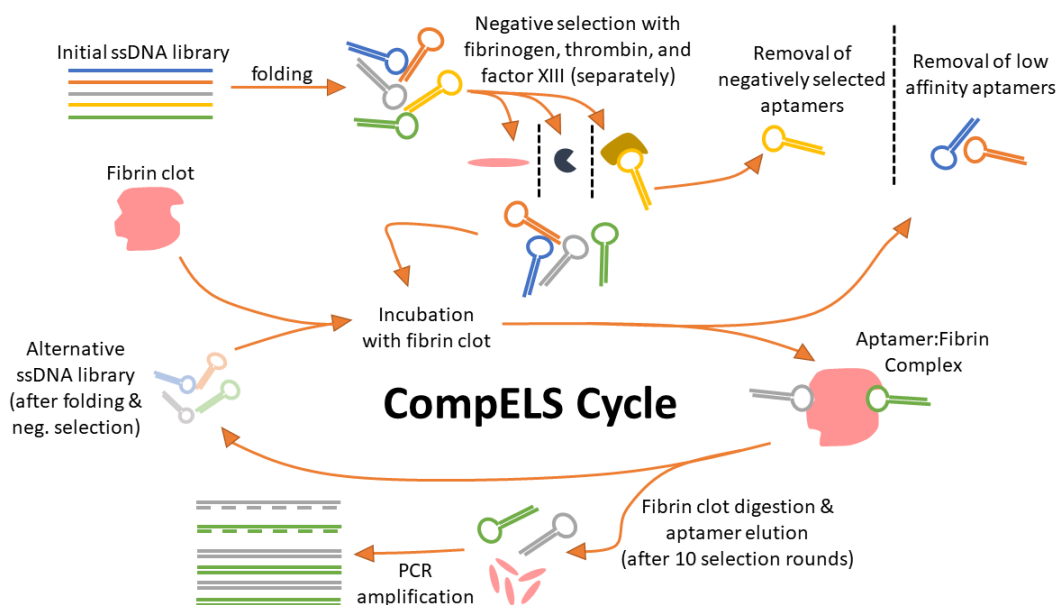 Initial ssDNA library
folding
Negative selection with
fibrinogen, thrombin, and
factor XIII (separately)
Removal of
negatively selected
aptamers
Removal of low
affinity aptamers
Fibrin clot
Incubation
with fibrin clot
Alternative
ssDNA library
(after folding &
neg. selection)
CompELS Cycle
Aptamer:Fibrin
Complex
Fibrin clot digestion &
aptamer elution
(after 10 selection rounds)
PCR
amplification